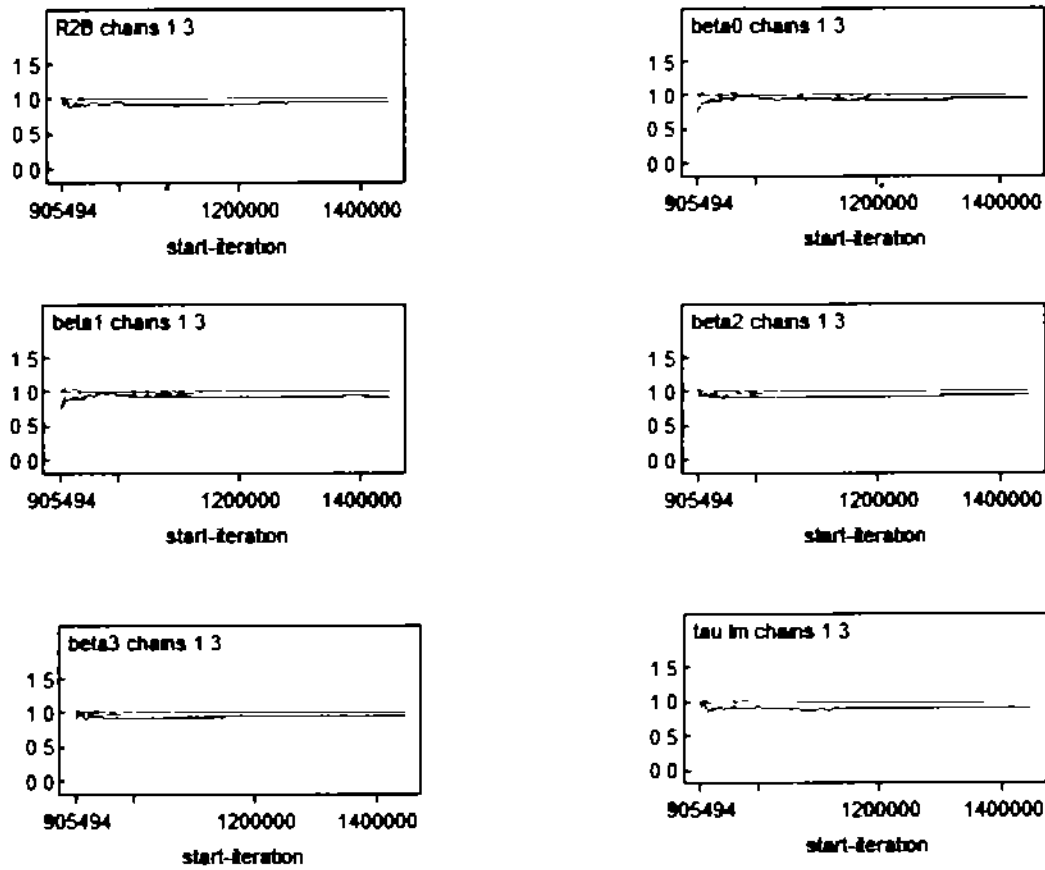 R2B chains 1 3
1 5
1 0
0 5
0 0
905494 1200000 1400000
start-iteration
beta0 chains 1 3
1 5
1 0
0 5
0 0
905494 1200000 1400000
start-iteration
beta1 chains 1 3
1 5
1 0
0 5
0 0
905494 1200000 1400000
start-iteration
beta2 chains 1 3
1 5
1 0
0 5
0 0
905494 1200000 1400000
start-iteration
beta3 chains 1 3
1 5
1 0
0 5
0 0
905494 1200000 1400000
start-iteration
tau lm chains 1 3
1 5
1 0
0 5
0 0
905494 1200000 1400000
start-iteration